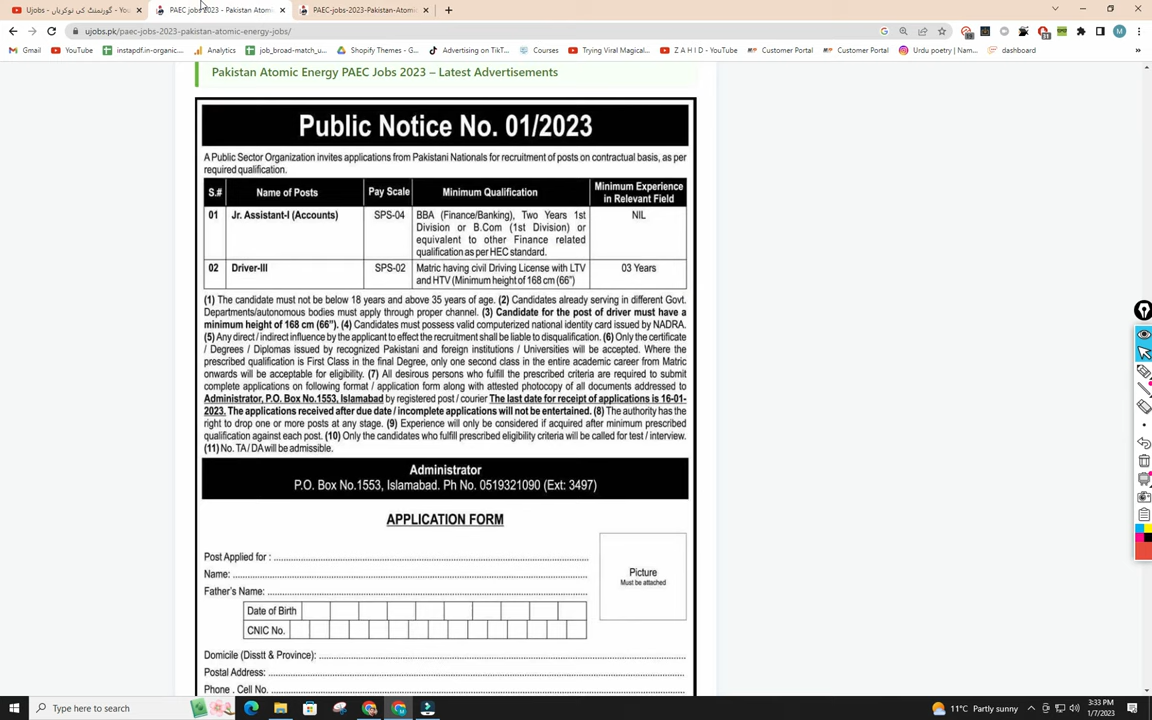 Ujobs - گورنمنٹ کی نوکریاں - You
PAEC jobs 2023 - Pakistan Atom
PAEC-jobs-2023-Pakistan-Atomic
ujobs.pk/paec-jobs-2023-pakistan-atomic-energy-jobs/
Gmail YouTube instapdf.in-organic... Analytics job_broad-match_u... Shopify Themes - G... Advertising on TikT... Courses Trying Viral Magical... Z A H I D - YouTube Customer Portal Customer Portal Urdu poetry | Nam... dashboard »
Pakistan Atomic Energy PAEC Jobs 2023 – Latest Advertisements
Public Notice No. 01/2023
A Public Sector Organization invites applications from Pakistani Nationals for recruitment of posts on contractual basis, as per
required qualification.
S.# Name of Posts Pay Scale Minimum Qualification Minimum Experience
in Relevant Field
01 Jr. Assistant-I (Accounts) SPS-04 BBA (Finance/Banking), Two Years 1st NIL
Division or B.Com (1st Division) or
equivalent to other Finance related
qualification as per HEC standard.
02 Driver-III SPS-02 Matric having civil Driving License with LTV 03 Years
and HTV (Minimum height of 168 cm (66")
(1) The candidate must not be below 18 years and above 35 years of age. (2) Candidates already serving in different Govt.
Departments/autonomous bodies must apply through proper channel. (3) Candidate for the post of driver must have a
minimum height of 168 cm (66"). (4) Candidates must possess valid computerized national identity card issued by NADRA.
(5) Any direct / indirect influence by the applicant to effect the recruitment shall be liable to disqualification. (6) Only the certificate
/ Degrees / Diplomas issued by recognized Pakistani and foreign institutions / Universities will be accepted. Where the
prescribed qualification is First Class in the final Degree, only one second class in the entire academic career from Matric
onwards will be acceptable for eligibility. (7) All desirous persons who fulfill the prescribed criteria are required to submit
complete applications on following format / application form along with attested photocopy of all documents addressed to
Administrator, P.O. Box No.1553, Islamabad by registered post / courier The last date for receipt of applications is 16-01-
2023. The applications received after due date / incomplete applications will not be entertained. (8) The authority has the
right to drop one or more posts at any stage. (9) Experience will only be considered if acquired after minimum prescribed
qualification against each post. (10) Only the candidates who fulfill prescribed eligibility criteria will be called for test / interview.
(11) No. TA / DA will be admissible.
Administrator
P.O. Box No.1553, Islamabad. Ph No. 0519321090 (Ext: 3497)
APPLICATION FORM
Post Applied for :
Name:
Father's Name:
Picture
Must be attached
Date of Birth
CNIC No.
Domicile (Disstt & Province):
Postal Address:
Phone . Cell No.
Type here to search
11°C Partly sunny
3:33 PM
1/7/2023